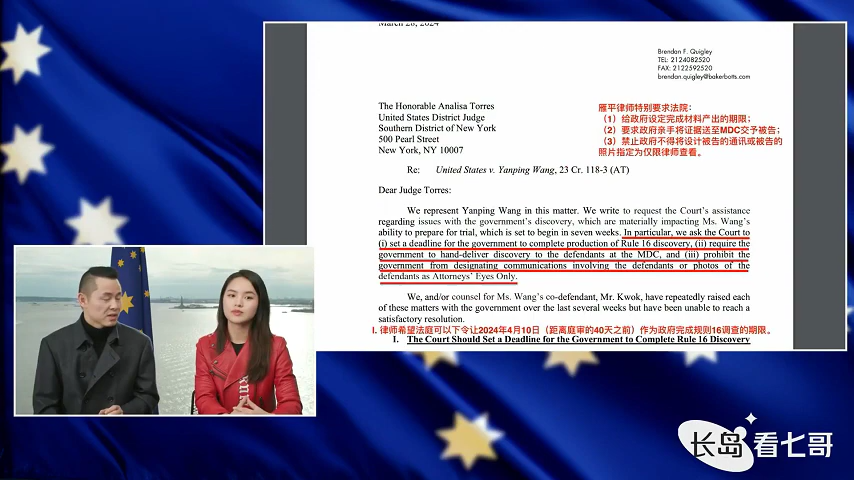 March 28, 2024
Brendan F. Quigley
TEL: 2124082520
FAX: 2122592520
brendan.quigley@bakerbotts.com
The Honorable Analisa Torres
United States District Judge
Southern District of New York
500 Pearl Street
New York, NY 10007
雁平律师特别要求法院:
(1)给政府设定完成材料产出的期限;
(2)要求政府亲手将证据送至MDC交予被告;
(3)禁止政府不得将设计被告的通讯或被告的
照片指定为仅限律师查看。
Re: United States v. Yanping Wang, 23 Cr. 118-3 (AT)
Dear Judge Torres:
We represent Yanping Wang in this matter. We write to request the Court's assistance
regarding issues with the government's discovery, which are materially impacting Ms. Wang's
ability to prepare for trial, which is set to begin in seven weeks. In particular, we ask the Court to
(i) set a deadline for the government to complete production of Rule 16 discovery, (ii) require the
government to hand-deliver discovery to the defendants at the MDC, and (iii) prohibit the
government from designating communications involving the defendants or photos of the
defendants as Attorneys' Eyes Only.
We, and/or counsel for Ms. Wang's co-defendant, Mr. Kwok, have repeatedly raised each
of these matters with the government over the last several weeks but have been unable to reach a
satisfactory resolution.
I. 律师希望法庭可以下令让2024年4月10日(距离庭审的40天之前)作为政府完成规则16调查的期限。
I. The Court Should Set a Deadline for the Government to Complete Rule 16 Discovery
长岛看七哥